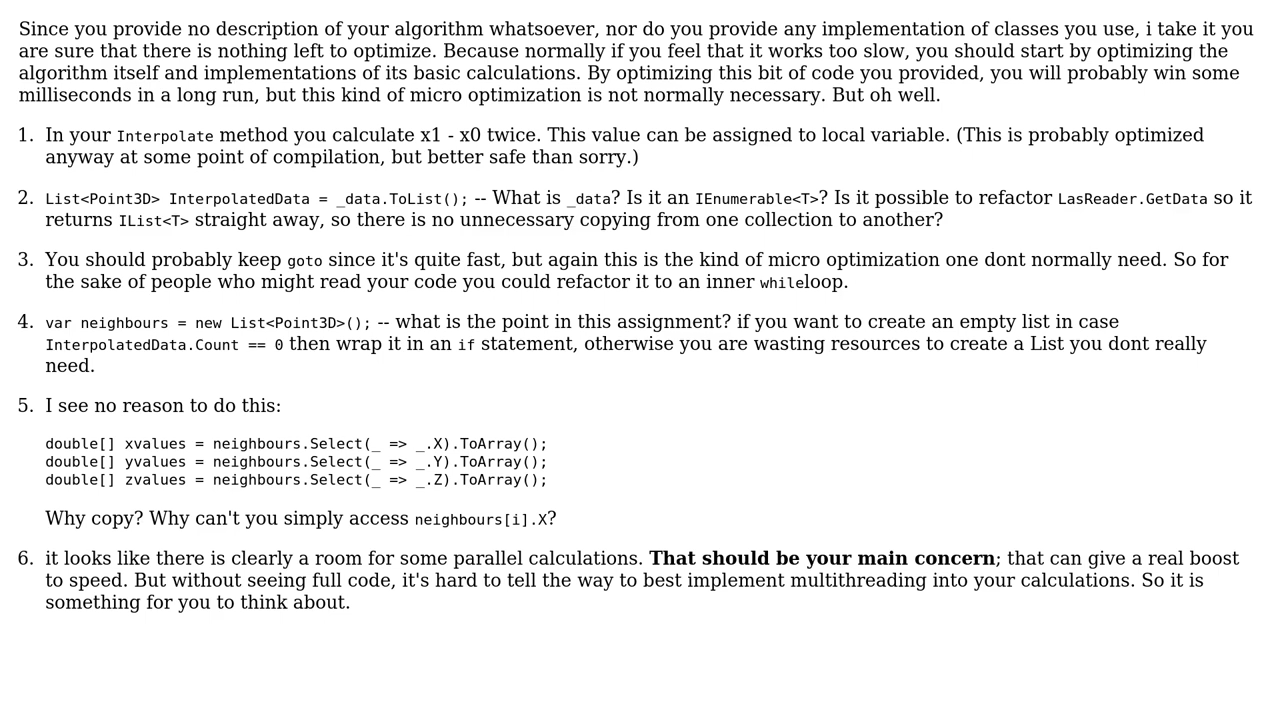 Since you provide no description of your algorithm whatsoever, nor do you provide any implementation of classes you use, i take it you
are sure that there is nothing left to optimize. Because normally if you feel that it works too slow, you should start by optimizing the
algorithm itself and implementations of its basic calculations. By optimizing this bit of code you provided, you will probably win some
milliseconds in a long run, but this kind of micro optimization is not normally necessary. But oh well.
1. In your Interpolate method you calculate x1 - x0 twice. This value can be assigned to local variable. (This is probably optimized
anyway at some point of compilation, but better safe than sorry.)
2. List<Point3D> InterpolatedData = _data.ToList(); -- What is _data? Is it an IEnumerable<T>? Is it possible to refactor LasReader.GetData so it
returns IList<T> straight away, so there is no unnecessary copying from one collection to another?
3. You should probably keep goto since it's quite fast, but again this is the kind of micro optimization one dont normally need. So for
the sake of people who might read your code you could refactor it to an inner whileloop.
4. var neighbours = new List<Point3D>(); -- what is the point in this assignment? if you want to create an empty list in case
InterpolatedData.Count == 0 then wrap it in an if statement, otherwise you are wasting resources to create a List you dont really
need.
5. I see no reason to do this:
double[] xvalues = neighbours.Select(_ => _.X).ToArray();
double[] yvalues = neighbours.Select(_ => _.Y).ToArray();
double[] zvalues = neighbours.Select(_ => _.Z).ToArray();
Why copy? Why can't you simply access neighbours[i].X?
6. it looks like there is clearly a room for some parallel calculations. That should be your main concern; that can give a real boost
to speed. But without seeing full code, it's hard to tell the way to best implement multithreading into your calculations. So it is
something for you to think about.